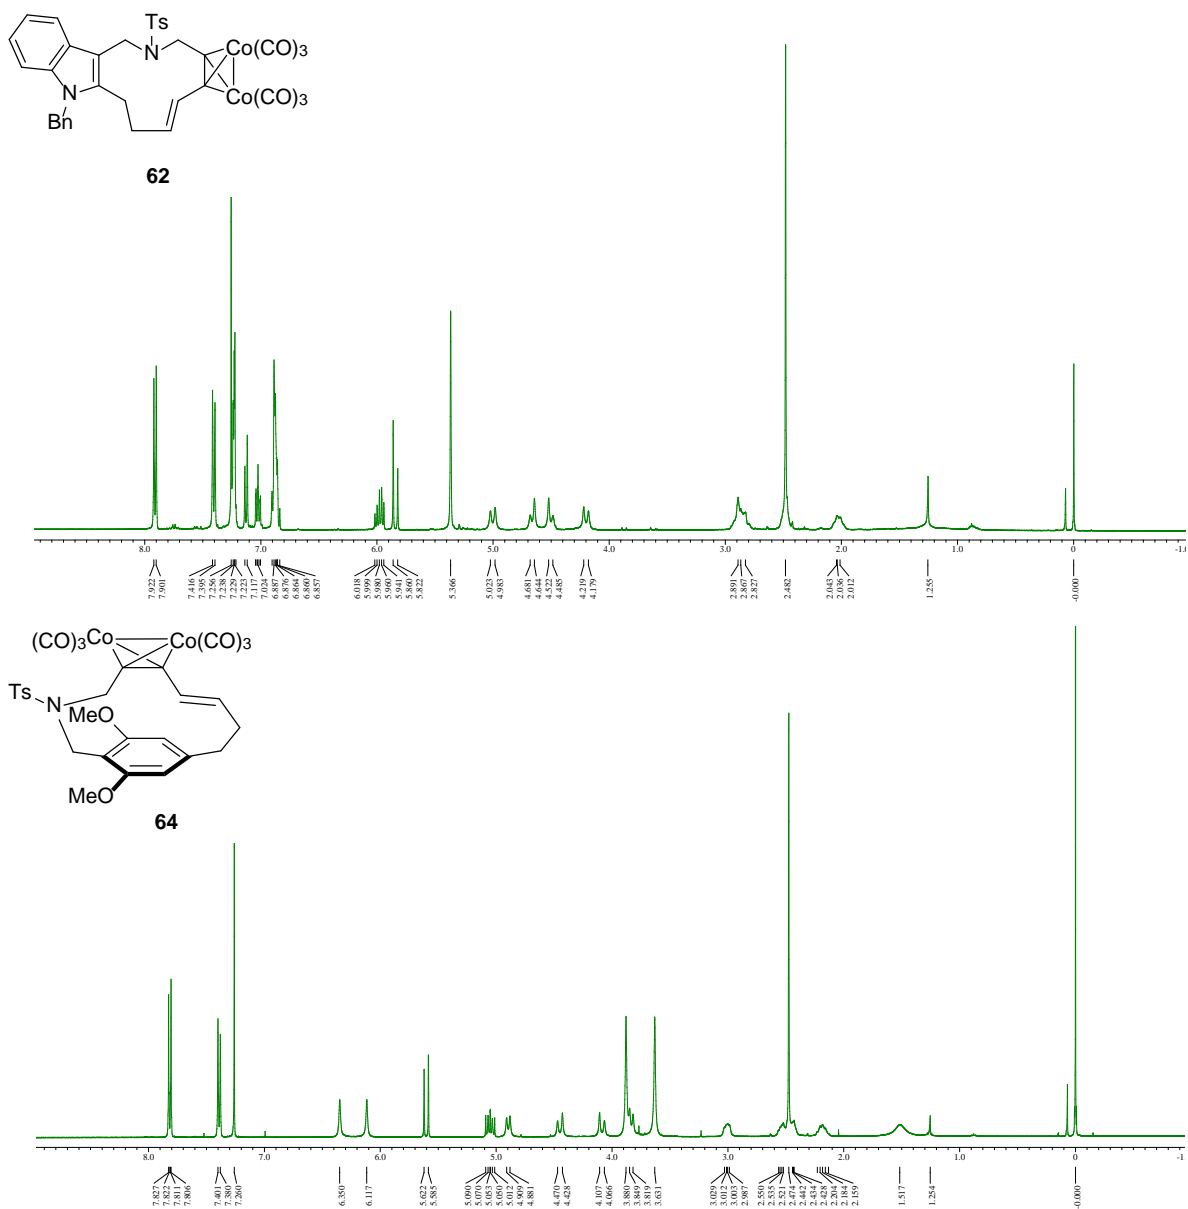 Ts
N
Co(CO)3
Co(CO)3
N
Bn
62
8.0 7.0 6.0 5.0 4.0 3.0 2.0 1.0 0 -1.0
7.922 7.901 7.416 7.395 7.256 7.238 7.229 7.223 7.117 7.024 6.887 6.876 6.864 6.860 6.857 6.018 5.999 5.980 5.960 5.941 5.860 5.822 5.366 5.023 4.983 4.681 4.644 4.522 4.485 4.219 4.179 2.891 2.867 2.827 2.482 2.043 2.036 2.012 1.255 -0.000
(CO)3Co Co(CO)3
Ts
N
MeO
MeO
64
8.0 7.0 6.0 5.0 4.0 3.0 2.0 1.0 0 -1
7.827 7.822 7.811 7.806 7.401 7.380 7.260 6.350 6.117 5.622 5.585 5.090 5.070 5.053 5.050 5.012 4.909 4.881 4.470 4.428 4.107 4.066 3.880 3.849 3.819 3.631 3.029 3.012 3.003 2.987 2.550 2.535 2.521 2.474 2.442 2.434 2.428 2.204 2.184 2.159 1.517 1.254 -0.000